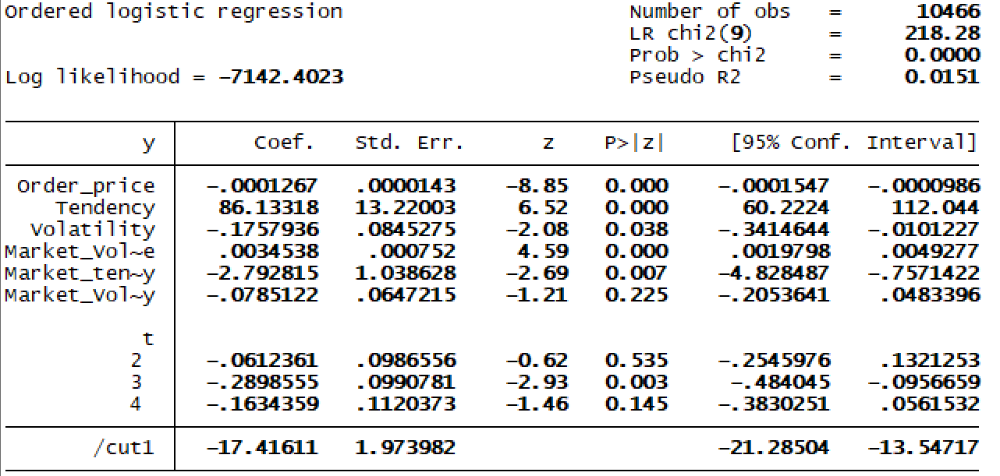 Ordered logistic regression Number of obs = 10466
LR chi2(9) = 218.28
Prob > chi2 = 0.0000
Log likelihood = -7142.4023 Pseudo R2 = 0.0151
y Coef. Std. Err. z P>|z| [95% Conf. Interval]
Order_price -.0001267 .0000143 -8.85 0.000 -.0001547 -.0000986
Tendency 86.13318 13.22003 6.52 0.000 60.2224 112.044
Volatility -.1757936 .0845275 -2.08 0.038 -.3414644 -.0101227
Market_Vol~e .0034538 .000752 4.59 0.000 .0019798 .0049277
Market_ten~y -2.792815 1.038628 -2.69 0.007 -4.828487 -.7571422
Market_Vol~y -.0785122 .0647215 -1.21 0.225 -.2053641 .0483396
t
2 -.0612361 .0986556 -0.62 0.535 -.2545976 .1321253
3 -.2898555 .0990781 -2.93 0.003 -.484045 -.0956659
4 -.1634359 .1120373 -1.46 0.145 -.3830251 .0561532
/cut1 -17.41611 1.973982 -21.28504 -13.54717